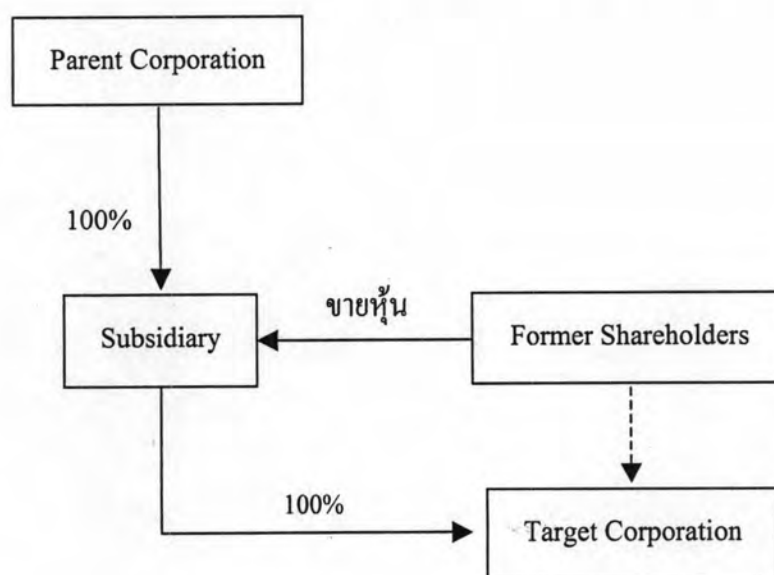 Parent Corporation
100%
ขายหุ้น
Subsidiary
Former Shareholders
100%
Target Corporation